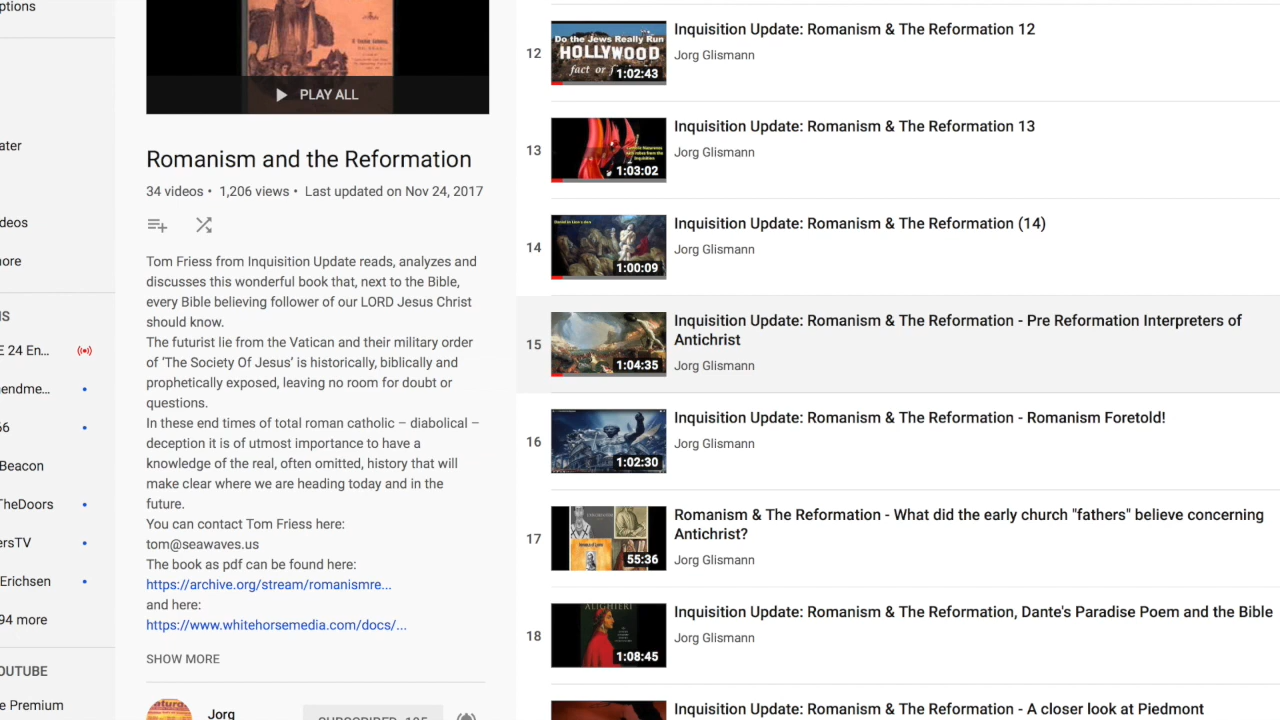 ptions
ater
deos
ore
NS
E 24 En...
endme...
66
Beacon
TheDoors
ersTV
Erichsen
94 more
OUTUBE
e Premium
PLAY ALL
Romanism and the Reformation
34 videos • 1,206 views • Last updated on Nov 24, 2017
Tom Friess from Inquisition Update reads, analyzes and
discusses this wonderful book that, next to the Bible,
every Bible believing follower of our LORD Jesus Christ
should know.
The futurist lie from the Vatican and their military order
of ‘The Society Of Jesus’ is historically, biblically and
prophetically exposed, leaving no room for doubt or
questions.
In these end times of total roman catholic – diabolical –
deception it is of utmost importance to have a
knowledge of the real, often omitted, history that will
make clear where we are heading today and in the
future.
You can contact Tom Friess here:
tom@seawaves.us
The book as pdf can be found here:
https://archive.org/stream/romanismre...
and here:
https://www.whitehorsemedia.com/docs/...
SHOW MORE
Jorg
SUBSCRIBED
12
Do the Jews Really Run
HOLLYWOOD
fact or
1:02:43
Inquisition Update: Romanism & The Reformation 12
Jorg Glismann
13
1:03:02
Inquisition Update: Romanism & The Reformation 13
Jorg Glismann
14
1:00:09
Inquisition Update: Romanism & The Reformation (14)
Jorg Glismann
15
1:04:35
Inquisition Update: Romanism & The Reformation - Pre Reformation Interpreters of
Antichrist
Jorg Glismann
16
1:02:30
Inquisition Update: Romanism & The Reformation - Romanism Foretold!
Jorg Glismann
17
55:36
Romanism & The Reformation - What did the early church "fathers" believe concerning
Antichrist?
Jorg Glismann
18
ALIGHIERI
1:08:45
Inquisition Update: Romanism & The Reformation, Dante's Paradise Poem and the Bible
Jorg Glismann
Inquisition Update: Romanism & The Reformation - A closer look at Piedmont